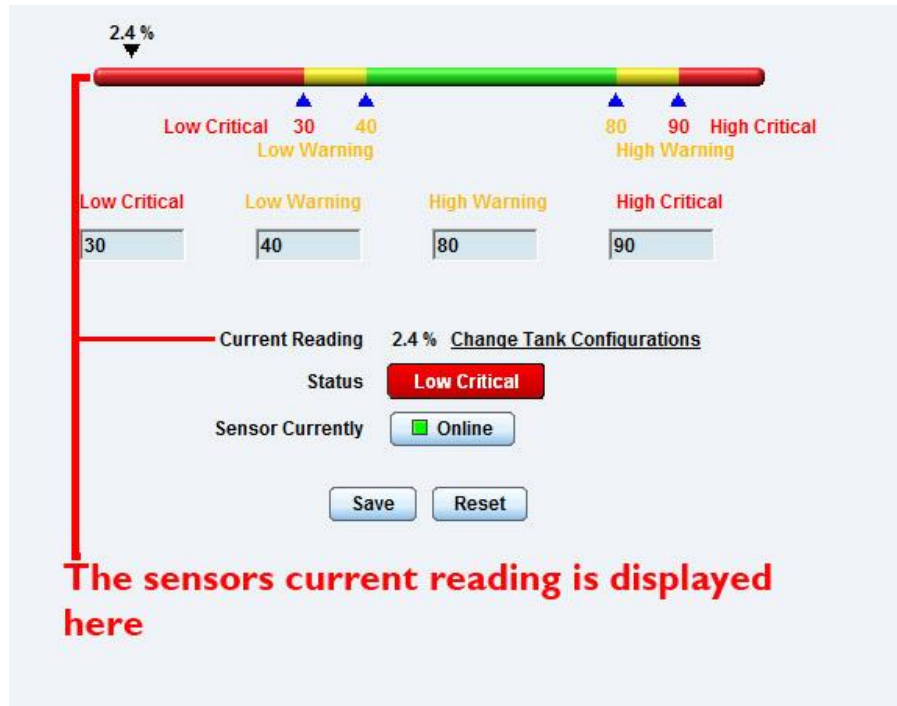 2.4 %
Low Critical 30 40 80 90 High Critical
Low Warning High Warning
Low Critical Low Warning High Warning High Critical
30 40 80 90
Current Reading 2.4 % Change Tank Configurations
Status Low Critical
Sensor Currently Online
Save Reset
The sensors current reading is displayed
here